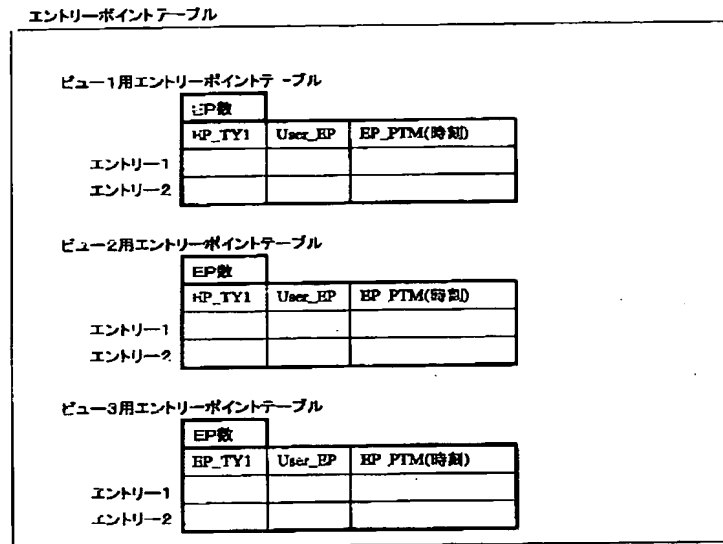 エントリーポイントテーブル
ビュー1用エントリーポイントテーブル
EP数
EP_TY1 User_EP EP_PTM(時刻)
エントリー1
エントリー2
ビュー2用エントリーポイントテーブル
EP数
EP_TY1 User_EP EP_PTM(時刻)
エントリー1
エントリー2
ビュー3用エントリーポイントテーブル
EP数
EP_TY1 User_EP EP_PTM(時刻)
エントリー1
エントリー2